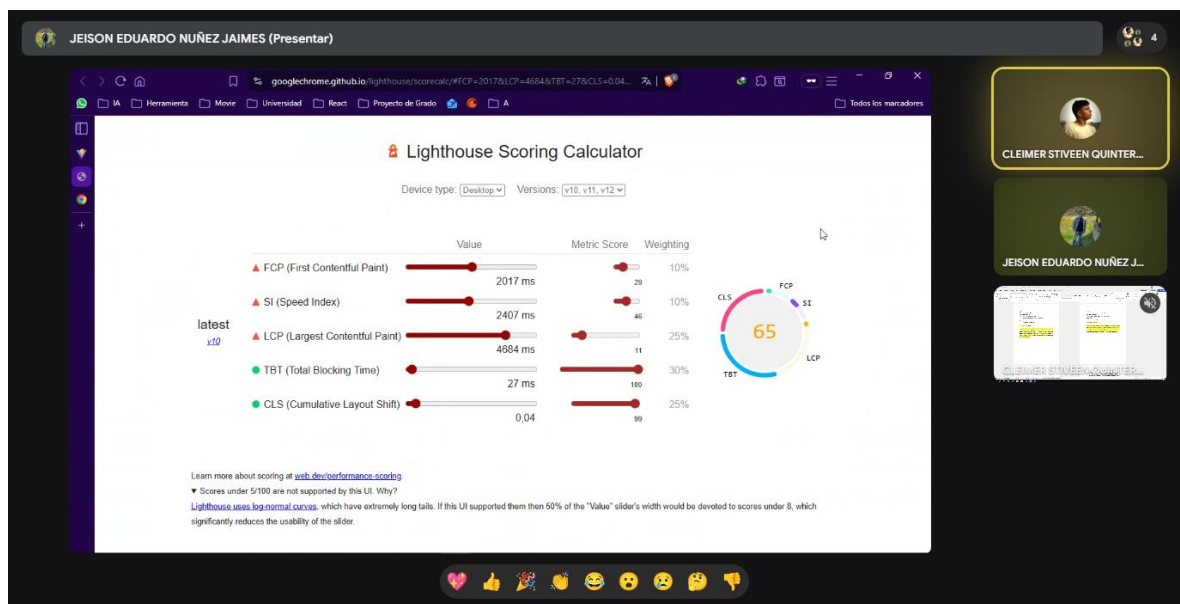 JEISON EDUARDO NUÑEZ JAIMES (Presentar)
4
googlechrome.github.io/lighthouse/scorecalc/#FCP=2017&LCP=4684&TBT=27&CLS=0.04...
IA Herramienta Movie Universidad React Proyecto de Grado A Todos los marcadores
Lighthouse Scoring Calculator
Device type: Desktop Versions: v10, v11, v12
Value Metric Score Weighting
FCP (First Contentful Paint) 10%
2017 ms 29
SI (Speed Index) 10%
2407 ms 46
latest
v10
LCP (Largest Contentful Paint) 25%
4684 ms 11
TBT (Total Blocking Time) 30%
27 ms 100
CLS (Cumulative Layout Shift) 25%
0,04 99
CLS FCP
SI
65
LCP
TBT
Learn more about scoring at web.dev/performance-scoring.
▼ Scores under 5/100 are not supported by this UI. Why?
Lighthouse uses log-normal curves, which have extremely long tails. If this UI supported them then 50% of the "Value" slider's width would be devoted to scores under 8, which
significantly reduces the usability of the slider.
CLEIMER STIVEEN QUINTER...
JEISON EDUARDO NUÑEZ J...
CLEIMER STIVEEN QUINTER...